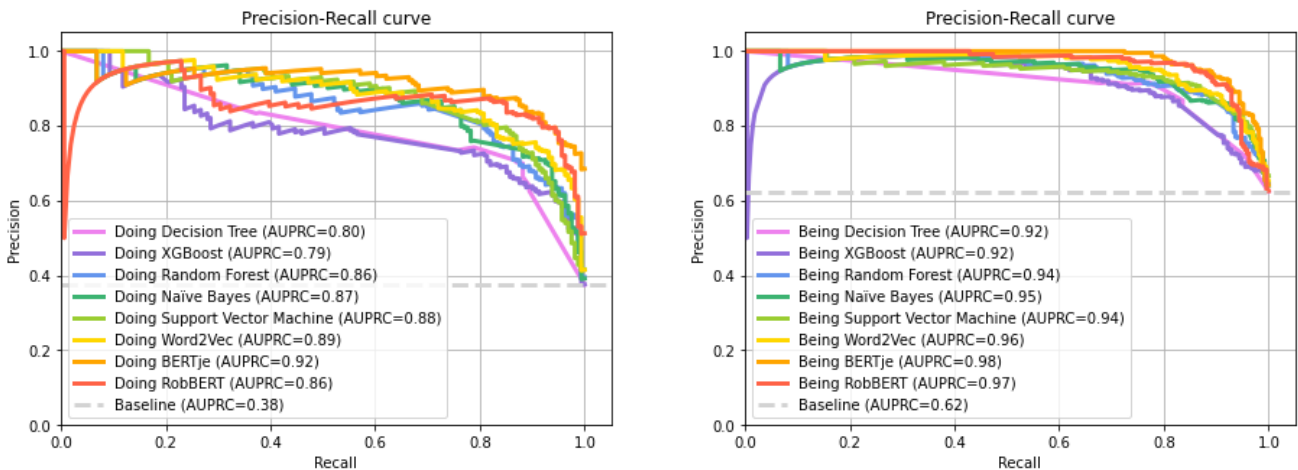 Precision-Recall curve
1.0
0.8
0.6
0.4
0.2
0.0
Precision
Doing Decision Tree (AUPRC=0.80)
Doing XGBoost (AUPRC=0.79)
Doing Random Forest (AUPRC=0.86)
Doing Naïve Bayes (AUPRC=0.87)
Doing Support Vector Machine (AUPRC=0.88)
Doing Word2Vec (AUPRC=0.89)
Doing BERTje (AUPRC=0.92)
Doing RobBERT (AUPRC=0.86)
Baseline (AUPRC=0.38)
0.0 0.2 0.4 0.6 0.8 1.0
Recall
Precision-Recall curve
1.0
0.8
0.6
0.4
0.2
0.0
Precision
Being Decision Tree (AUPRC=0.92)
Being XGBoost (AUPRC=0.92)
Being Random Forest (AUPRC=0.94)
Being Naïve Bayes (AUPRC=0.95)
Being Support Vector Machine (AUPRC=0.94)
Being Word2Vec (AUPRC=0.96)
Being BERTje (AUPRC=0.98)
Being RobBERT (AUPRC=0.97)
Baseline (AUPRC=0.62)
0.0 0.2 0.4 0.6 0.8 1.0
Recall